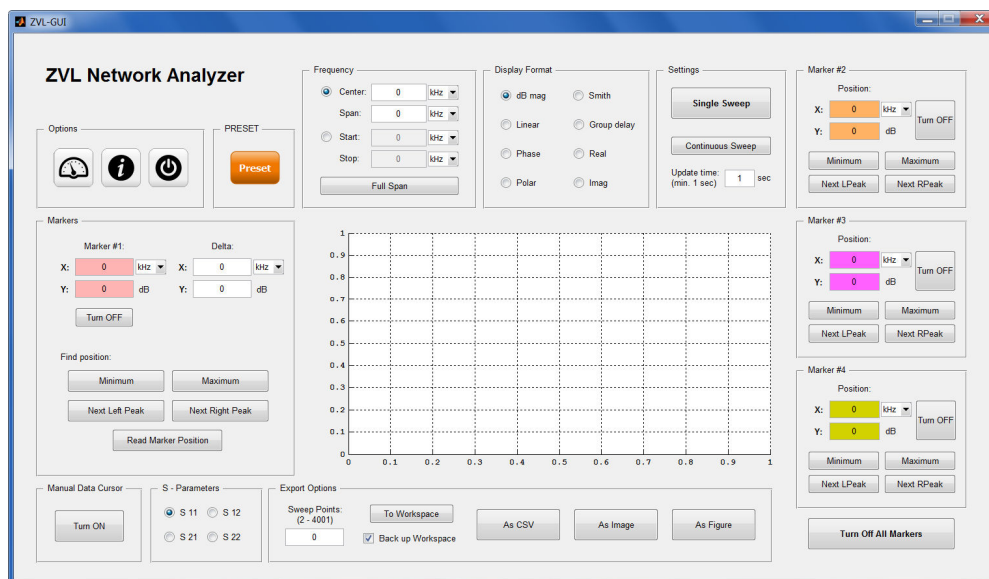 ZVL-GUI
ZVL Network Analyzer
Options
PRESET
Preset
Frequency
Center: 0 kHz
Span: 0 kHz
Start: 0 kHz
Stop: 0 kHz
Full Span
Display Format
dB mag Smith
Linear Group delay
Phase Real
Polar Imag
Settings
Single Sweep
Continuous Sweep
Update time: 1 sec
(min. 1 sec)
Marker #2
Position:
X: 0 kHz Turn OFF
Y: 0 dB
Minimum Maximum
Next LPeak Next RPeak
Markers
Marker #1: Delta:
X: 0 kHz X: 0 kHz
Y: 0 dB Y: 0 dB
Turn OFF
Find position:
Minimum Maximum
Next Left Peak Next Right Peak
Read Marker Position
1
0.9
0.8
0.7
0.6
0.5
0.4
0.3
0.2
0.1
0
0 0.1 0.2 0.3 0.4 0.5 0.6 0.7 0.8 0.9 1
Marker #3
Position:
X: 0 kHz Turn OFF
Y: 0 dB
Minimum Maximum
Next LPeak Next RPeak
Marker #4
Position:
X: 0 kHz Turn OFF
Y: 0 dB
Minimum Maximum
Next LPeak Next RPeak
Manual Data Cursor
Turn ON
S - Parameters
S 11 S 12
S 21 S 22
Export Options
Sweep Points:
(2 - 4001)
0
To Workspace
Back up Workspace
As CSV As Image As Figure
Turn Off All Markers